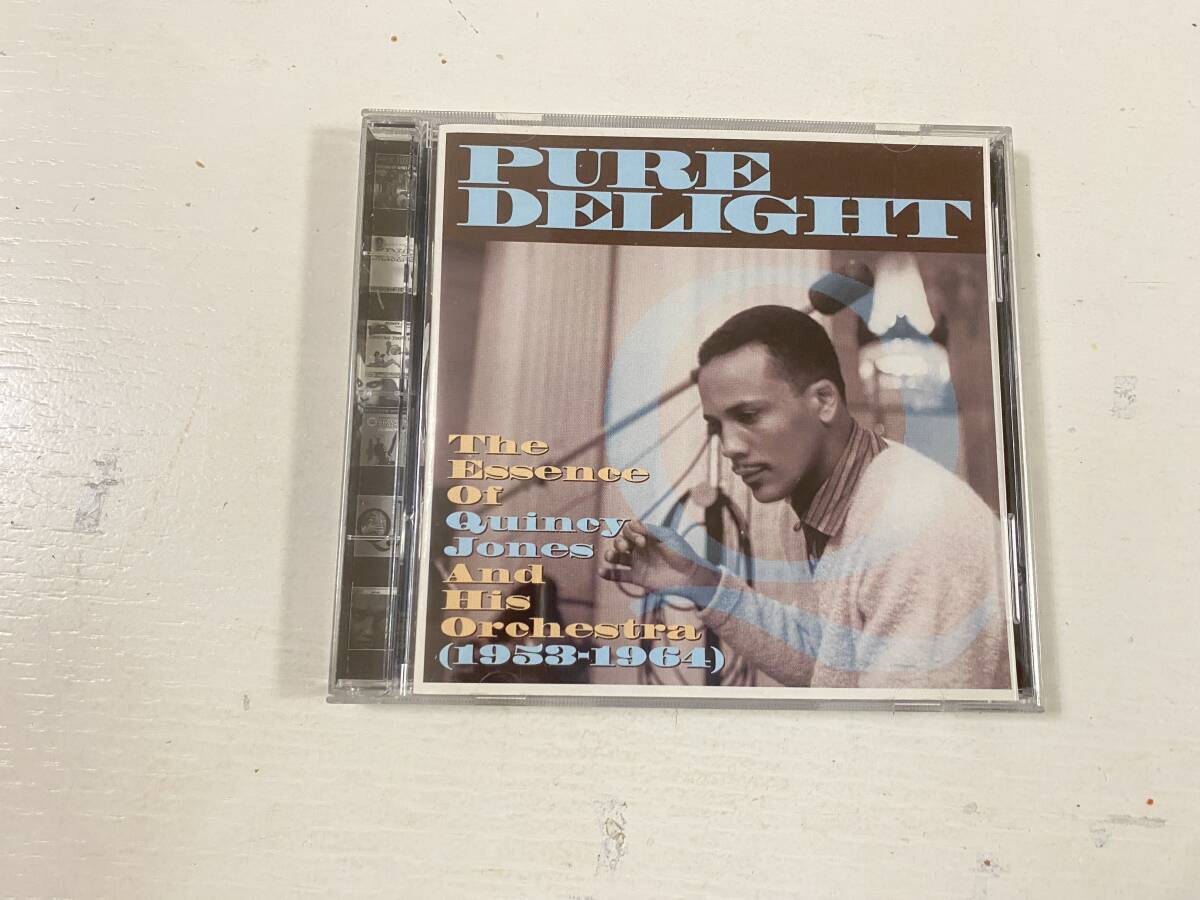 PURE
DELIGHT
The
Essence
Of
Quincy
Jones
And
His
Orchestra
(1953-1964)